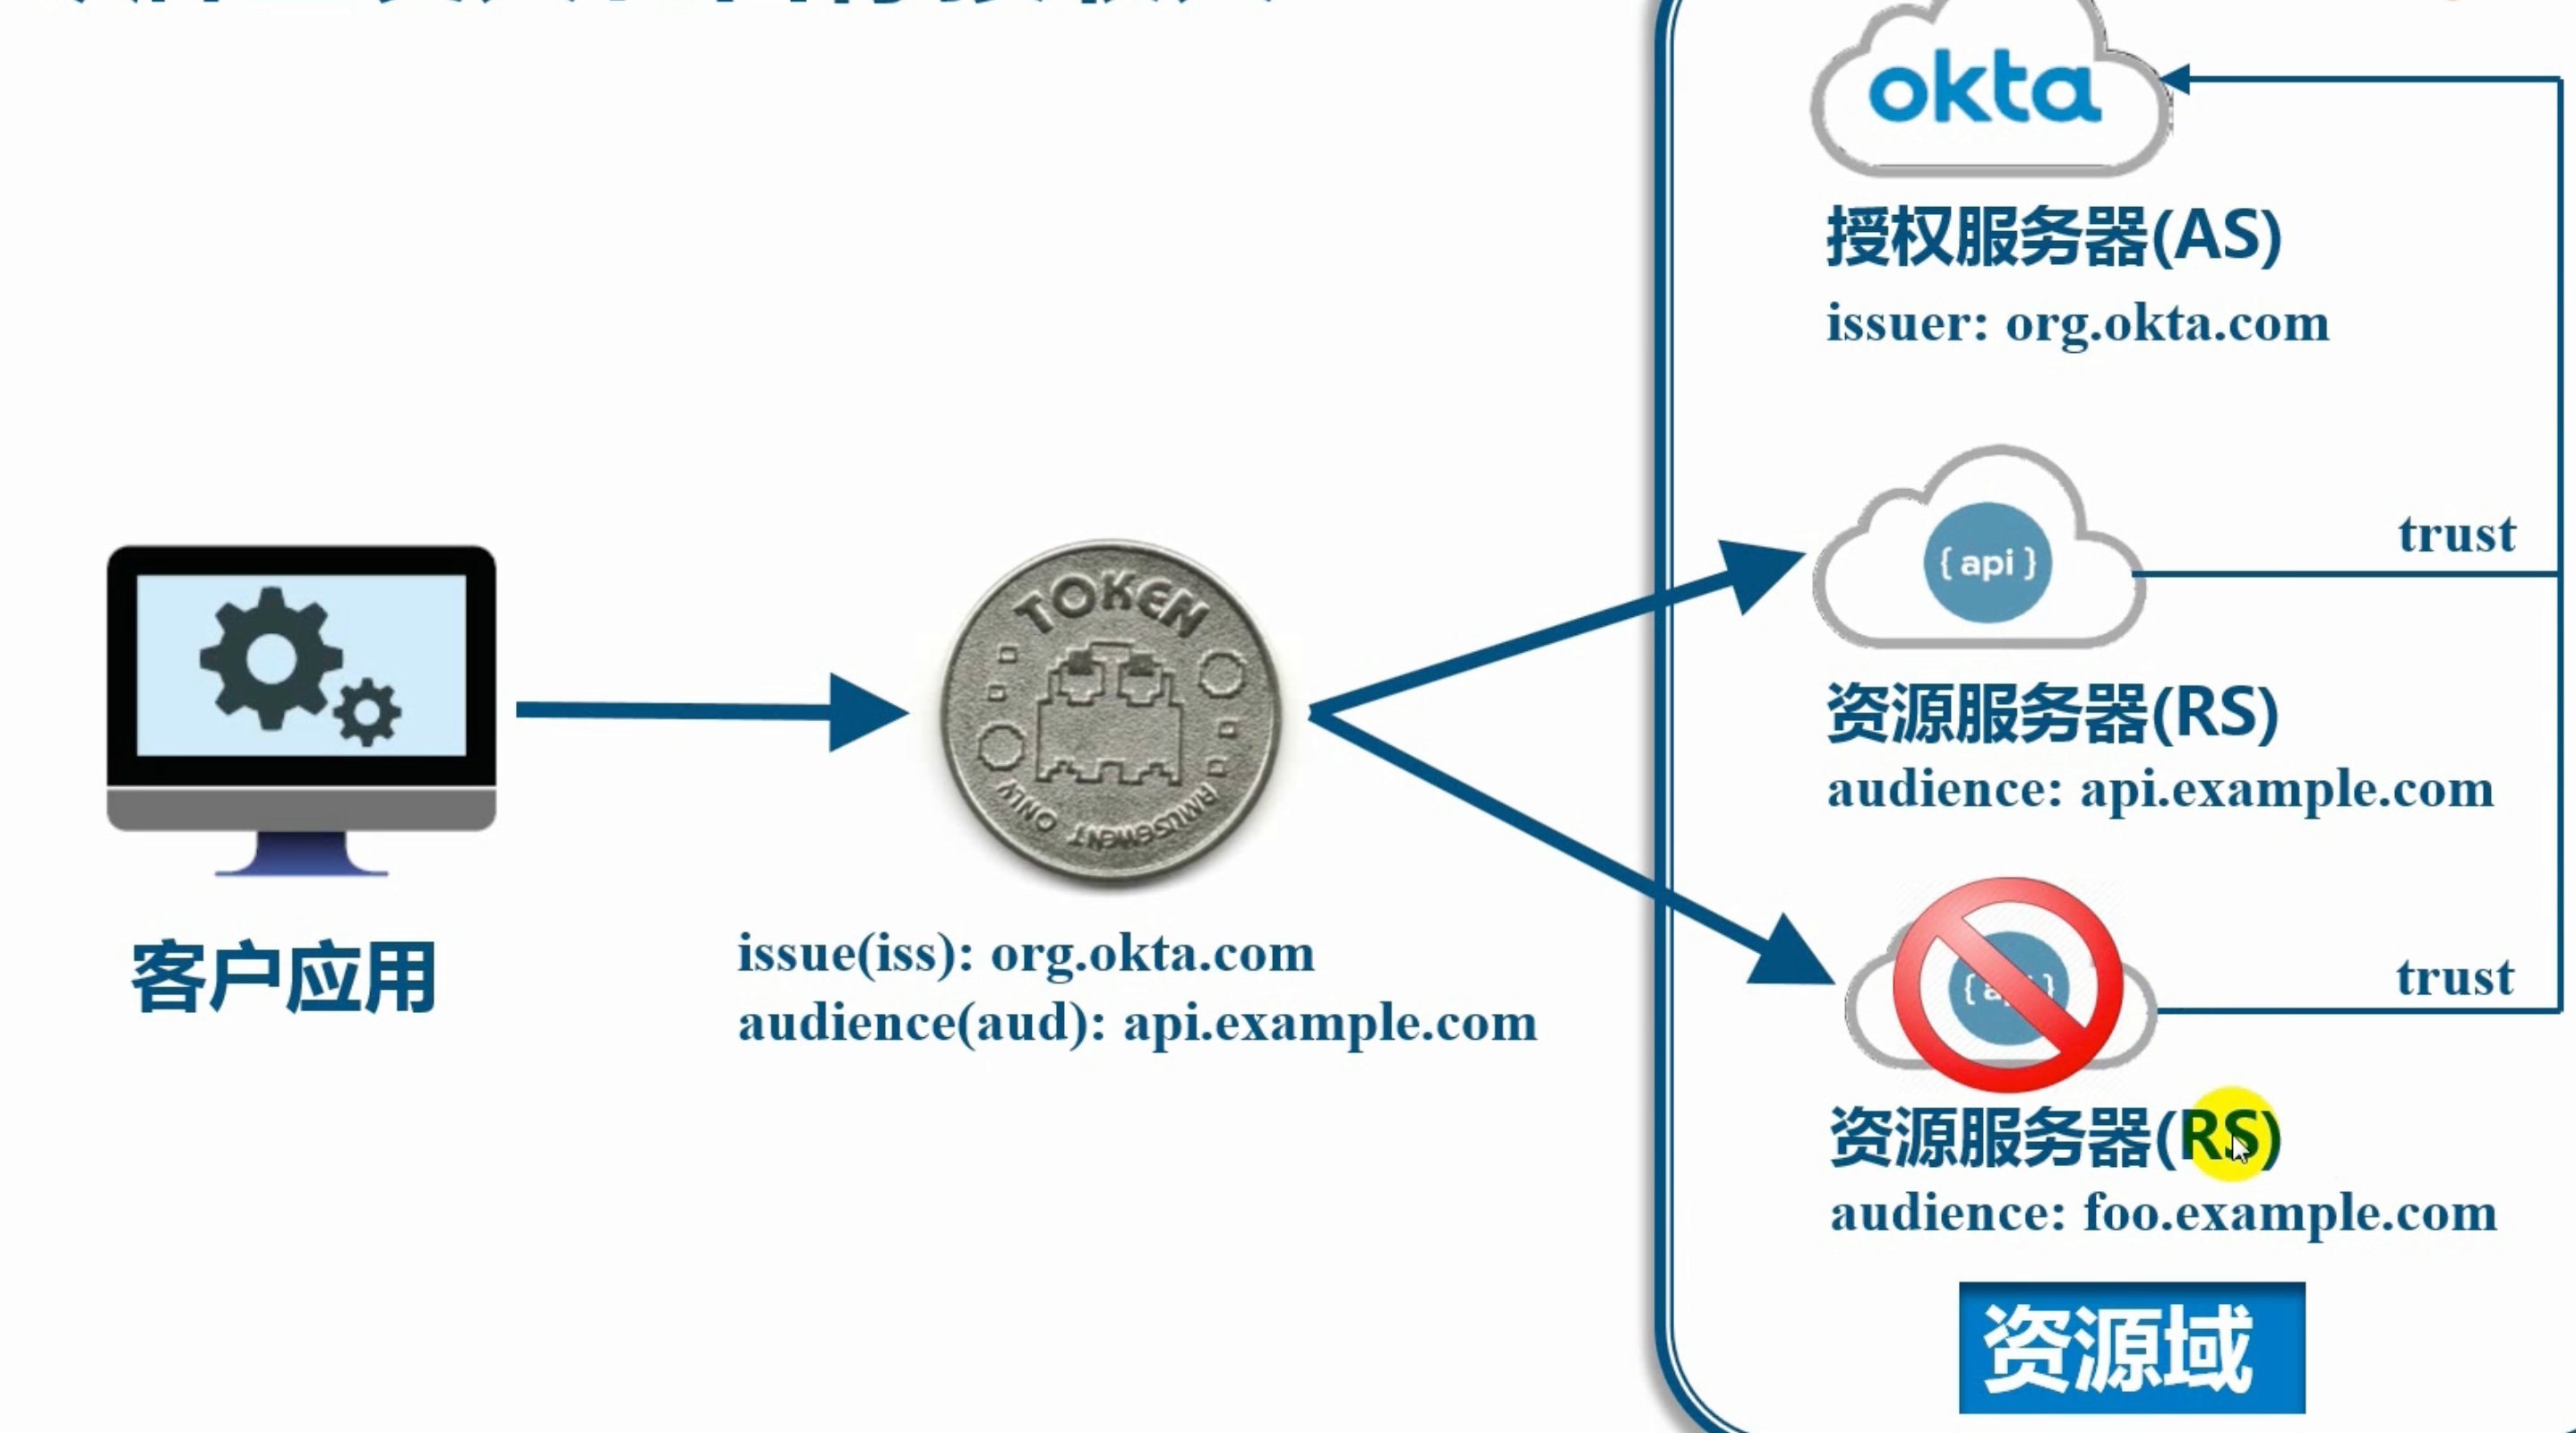 okta
授权服务器(AS)
issuer: org.okta.com
{ api }
trust
资源服务器(RS)
audience: api.example.com
TOKEN
AMUSEMENT ONLY
客户应用
issue(iss): org.okta.com
audience(aud): api.example.com
trust
资源服务器(RS)
audience: foo.example.com
资源域